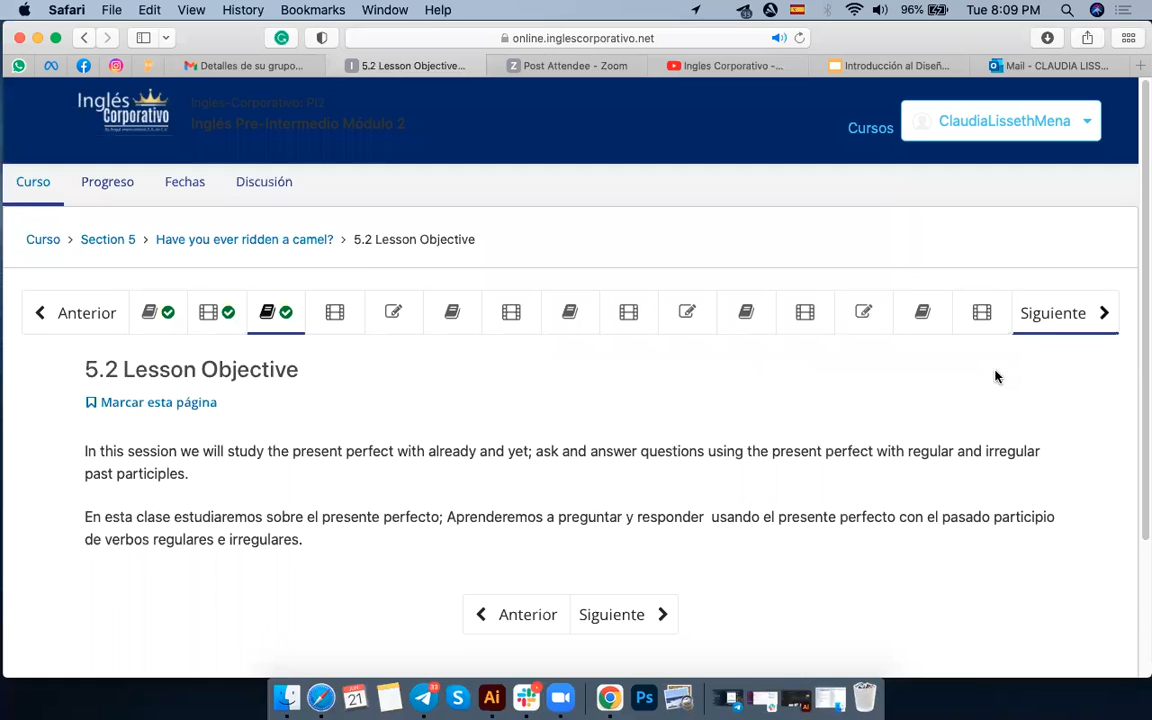 Safari File Edit View History Bookmarks Window Help 96% Tue 8:09 PM
online.inglescorporativo.net
Detalles de su grupo... 5.2 Lesson Objective... Post Attendee - Zoom Ingles Corporativo -... Introducción al Diseñ... Mail - CLAUDIA LISS...
Inglés Corporativo
Ingles-Corporativo: PI2
Inglés Pre-intermedio Módulo 2
Cursos ClaudiaLissethMena
Curso Progreso Fechas Discusión
Curso > Section 5 > Have you ever ridden a camel? > 5.2 Lesson Objective
Anterior Siguiente
5.2 Lesson Objective
Marcar esta página
In this session we will study the present perfect with already and yet; ask and answer questions using the present perfect with regular and irregular
past participles.
En esta clase estudiaremos sobre el presente perfecto; Aprenderemos a preguntar y responder usando el presente perfecto con el pasado participio
de verbos regulares e irregulares.
Anterior Siguiente
21
Ai
Ps